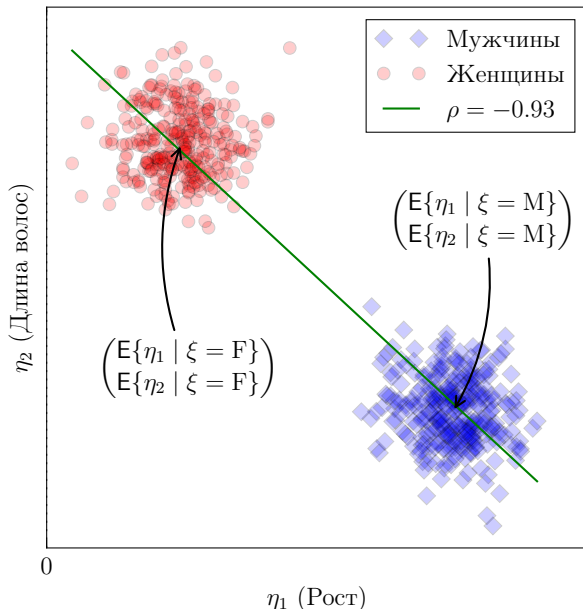 Мужчины
Женщины
ρ = −0.93
(E{η₁ | ξ = M}
E{η₂ | ξ = M})
(E{η₁ | ξ = F}
E{η₂ | ξ = F})
η₂ (Длина волос)
0
η₁ (Рост)